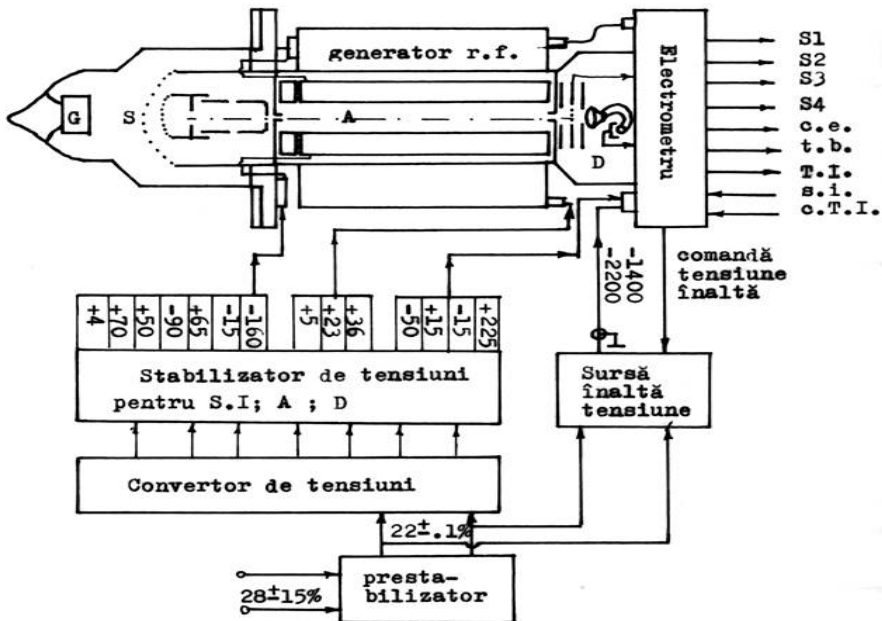 generator r.f.
Electrometru
G
S
A
D
S1
S2
S3
S4
c.e.
t.b.
T.I.
s.i.
c.T.I.
comandă
tensiune
înaltă
-1400
-2200
+4
+70
+50
-90
+65
-15
-160
+5
+23
+36
-50
+15
-15
+225
Stabilizator de tensiuni
pentru S.I; A ; D
Sursă
înaltă
tensiune
Convertor de tensiuni
22±.1%
28±15%
presta-
bilizator